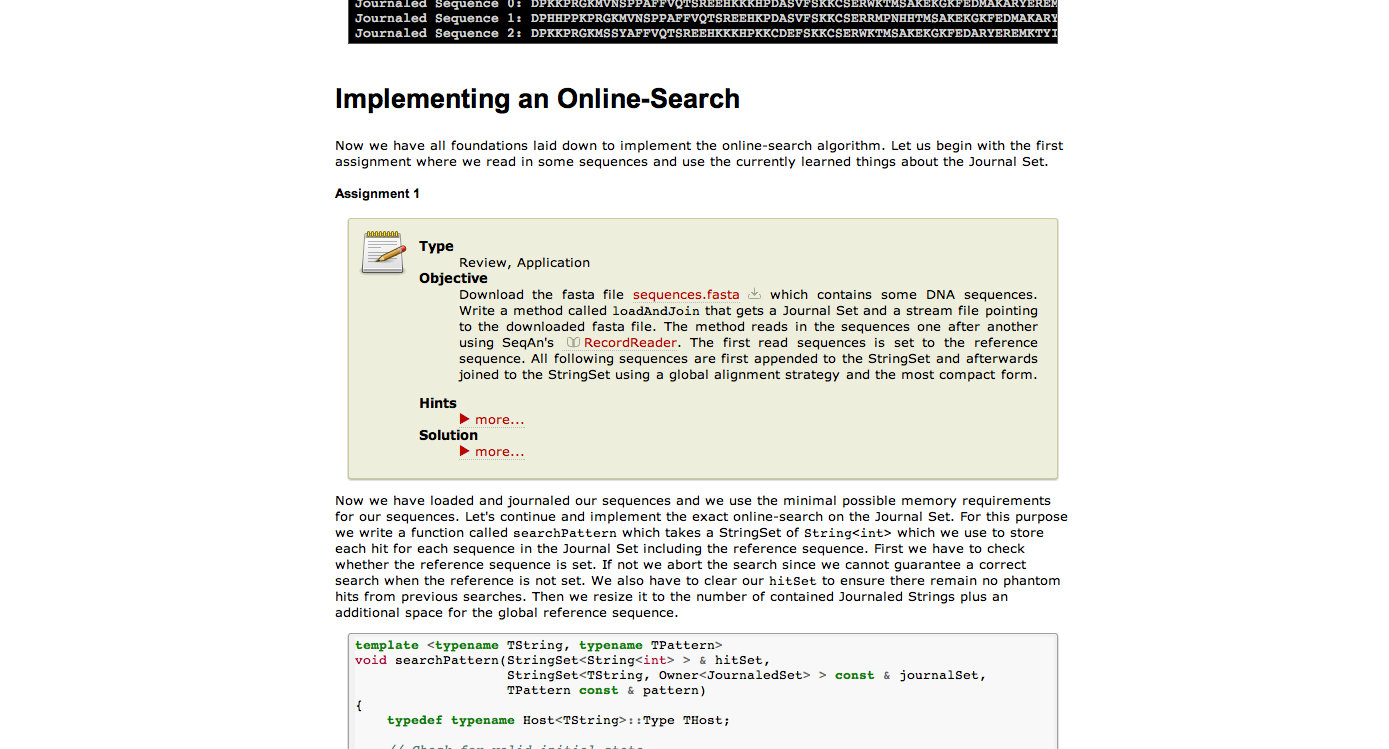 Journaled Sequence 0: DPKKPRGKMVNSPPAFFVQTSREEHKKKHPDASVFSKKCSERWKTMSAKEKGKFEDMAKARYEREM
Journaled Sequence 1: DPHHPPKPRGKMVNSPPAFFVQTSREEHKPDASVFSKKCSERRMPNHHTMSAKEKGKFEDMAKARY
Journaled Sequence 2: DPKKPRGKMSSYAFFVQTSREEHKKKHPKKCDEFSKKCSERWKTMSAKEKGKFEDARYEREMKTYI
Implementing an Online-Search
Now we have all foundations laid down to implement the online-search algorithm. Let us begin with the first
assignment where we read in some sequences and use the currently learned things about the Journal Set.
Assignment 1
Type
Review, Application
Objective
Download the fasta file sequences.fasta which contains some DNA sequences.
Write a method called loadAndJoin that gets a Journal Set and a stream file pointing
to the downloaded fasta file. The method reads in the sequences one after another
using SeqAn's RecordReader. The first read sequences is set to the reference
sequence. All following sequences are first appended to the StringSet and afterwards
joined to the StringSet using a global alignment strategy and the most compact form.
Hints
more...
Solution
more...
Now we have loaded and journaled our sequences and we use the minimal possible memory requirements
for our sequences. Let's continue and implement the exact online-search on the Journal Set. For this purpose
we write a function called searchPattern which takes a StringSet of String<int> which we use to store
each hit for each sequence in the Journal Set including the reference sequence. First we have to check
whether the reference sequence is set. If not we abort the search since we cannot guarantee a correct
search when the reference is not set. We also have to clear our hitSet to ensure there remain no phantom
hits from previous searches. Then we resize it to the number of contained Journaled Strings plus an
additional space for the global reference sequence.
template <typename TString, typename TPattern>
void searchPattern(StringSet<String<int> > & hitSet,
StringSet<TString, Owner<JournaledSet> > const & journalSet,
TPattern const & pattern)
{
typedef typename Host<TString>::Type THost;
// Check for valid initial state.